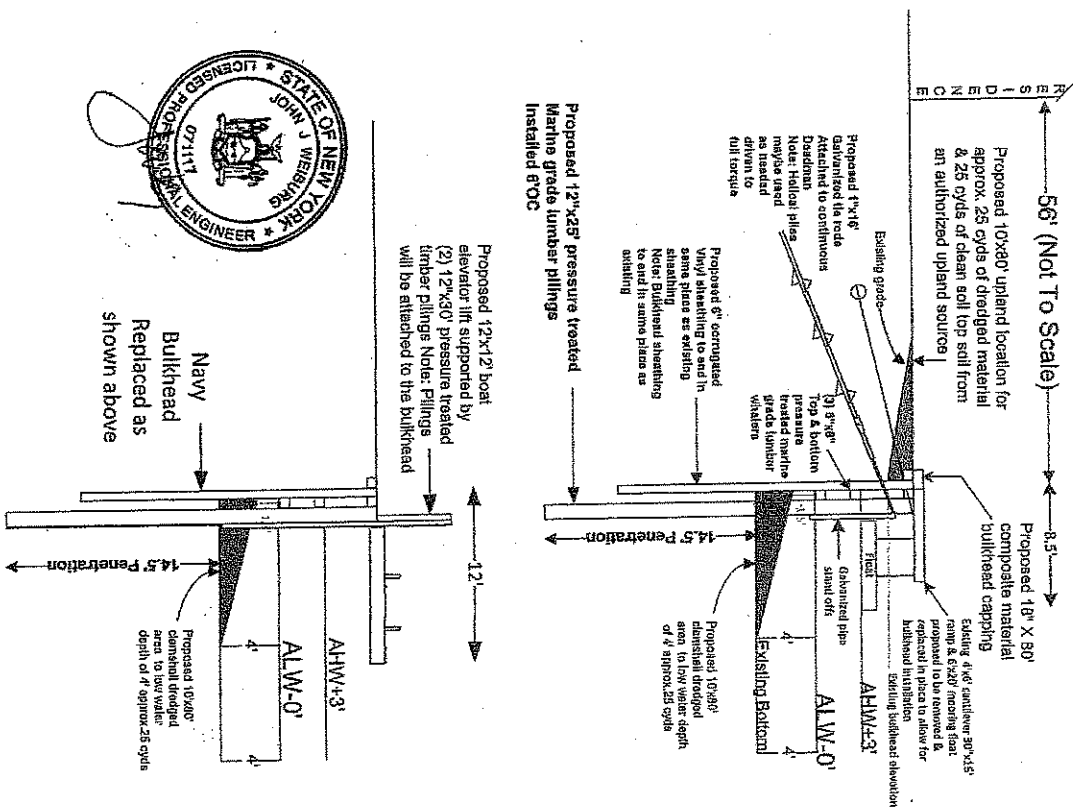 RESIDENCE
56' (Not To Scale)
8.5'
Proposed 10'x80' upland location for
approx. 25 cyds of dredged material
& 25 cyds of clean soil top soil from
an authorized upland source
Proposed 18" X 80'
composite material
bulkhead capping
Existing 4'x6' cantilever 30"x15'
ramp & 6'x20' mooring float
proposed to be removed &
replaced in place to allow for
bulkhead installation
Existing bulkhead elevation
Existing grade
Proposed 1"x16'
Galvanized tie rods
Attached to continuous
Deadman
Note: Helical piles
maybe used
as needed
driven to
full torque
(3) 6"x6"
Top & bottom
pressure
treated marine
grade lumber
whalers
Float
AHW+3'
ALW-0'
Galvanized pipe
stand offs
Proposed 6" corrugated
Vinyl sheathing to end in
same place as existing
sheathing
Note: Bulkhead sheathing
to end in same place as
existing
4'
4'
Existing Bottom
Proposed 10'x80'
clamshell dredged
area to low water depth
of 4' approx.25 cyds
14.5' Penetration
Proposed 12"x25' pressure treated
Marine grade lumber pilings
Installed 6'OC
12'
Proposed 12'x12' boat
elevator lift supported by
(2) 12"x30' pressure treated
timber pilings Note: Pilings
will be attached to the bulkhead
AHW+3'
ALW-0'
4'
4'
Navy
Bulkhead
Replaced as
shown above
14.5' Penetration
Proposed 10'x80'
clamshell dredged
area to low water
depth of 4' approx.25 cyds
STATE OF NEW YORK
JOHN J WEIBURG
071117
LICENSED PROFESSIONAL ENGINEER